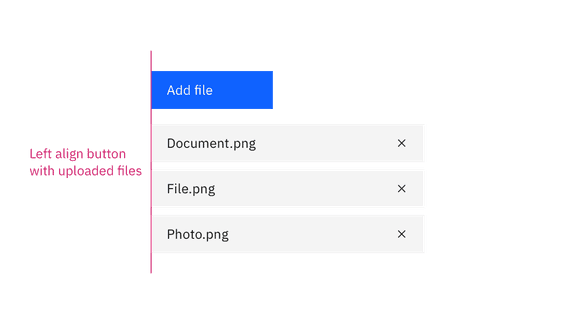 Add file
Document.png
Left align button
with uploaded files
File.png
Photo.png